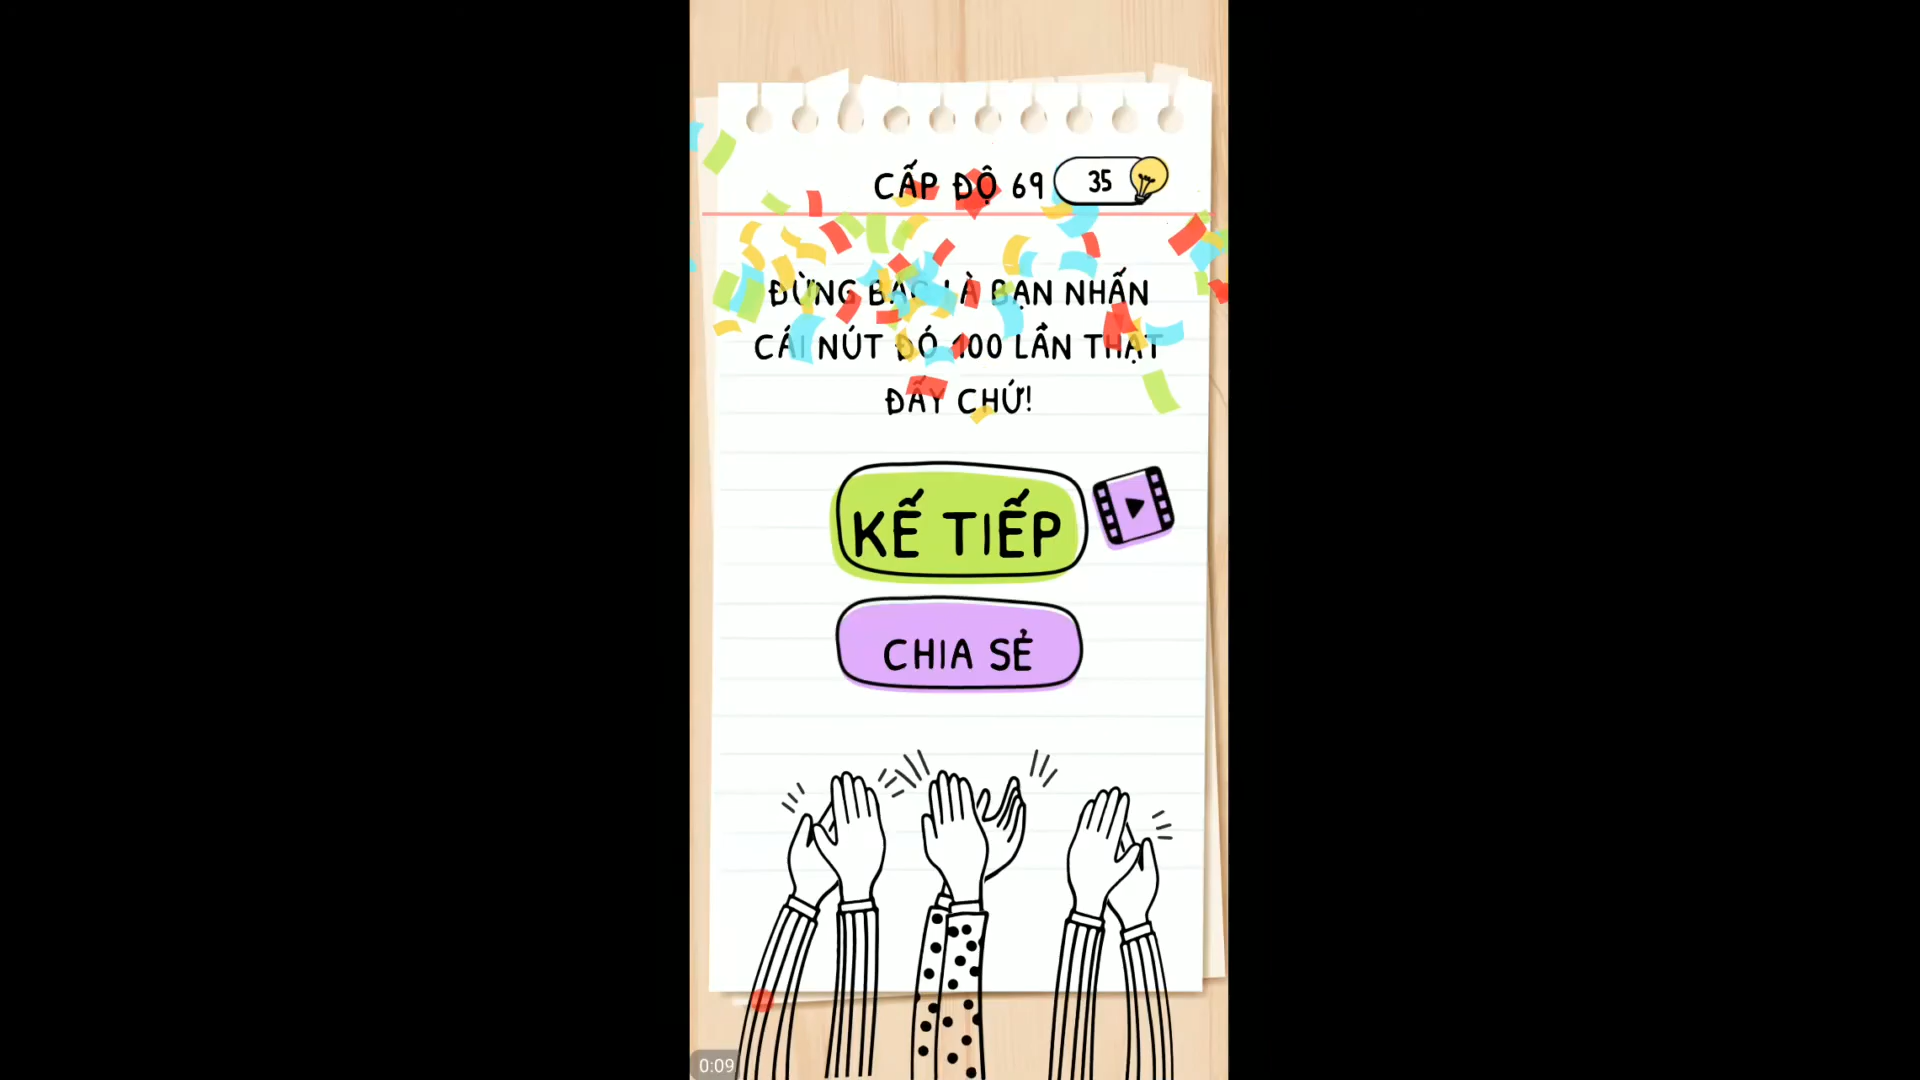 CẤP ĐỘ 69
35
ĐỪNG BẢO LÀ BẠN NHẤN
CÁI NÚT ĐÓ 100 LẦN THẬT
ĐẤY CHỨ!
KẾ TIẾP
CHIA SẺ
0:09